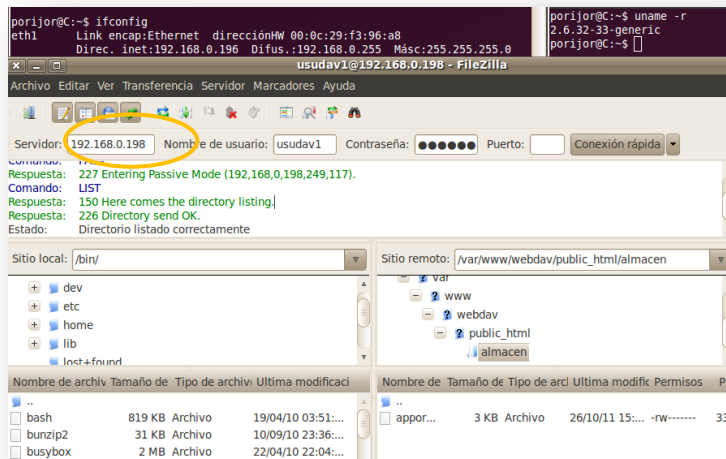 porijor@C:~$ ifconfig
eth1 Link encap:Ethernet direcciónHW 00:0c:29:f3:96:a8
Direc. inet:192.168.0.196 Difus.:192.168.0.255 Másc:255.255.255.0
porijor@C:~$ uname -r
2.6.32-33-generic
porijor@C:~$
usudav1@192.168.0.198 - FileZilla
Archivo Editar Ver Transferencia Servidor Marcadores Ayuda
Servidor: 192.168.0.198 Nombre de usuario: usudav1 Contraseña: ●●●●●● Puerto: Conexión rápida
Comando:
Respuesta: 227 Entering Passive Mode (192,168,0,198,249,117).
Comando: LIST
Respuesta: 150 Here comes the directory listing.
Respuesta: 226 Directory send OK.
Estado: Directorio listado correctamente
Sitio local: /bin/
dev
etc
home
lib
lost+found
Sitio remoto: /var/www/webdav/public_html/almacen
var
www
webdav
public_html
almacen
Nombre de archiv Tamaño de Tipo de archiv Ultima modificaci
..
bash 819 KB Archivo 19/04/10 03:51:...
bunzip2 31 KB Archivo 10/09/10 23:36:...
busybox 2 MB Archivo 22/04/10 22:04:...
Nombre de Tamaño de Tipo de arcl Ultima modific Permisos P
..
appor... 3 KB Archivo 26/10/11 15:... -rw------- 33